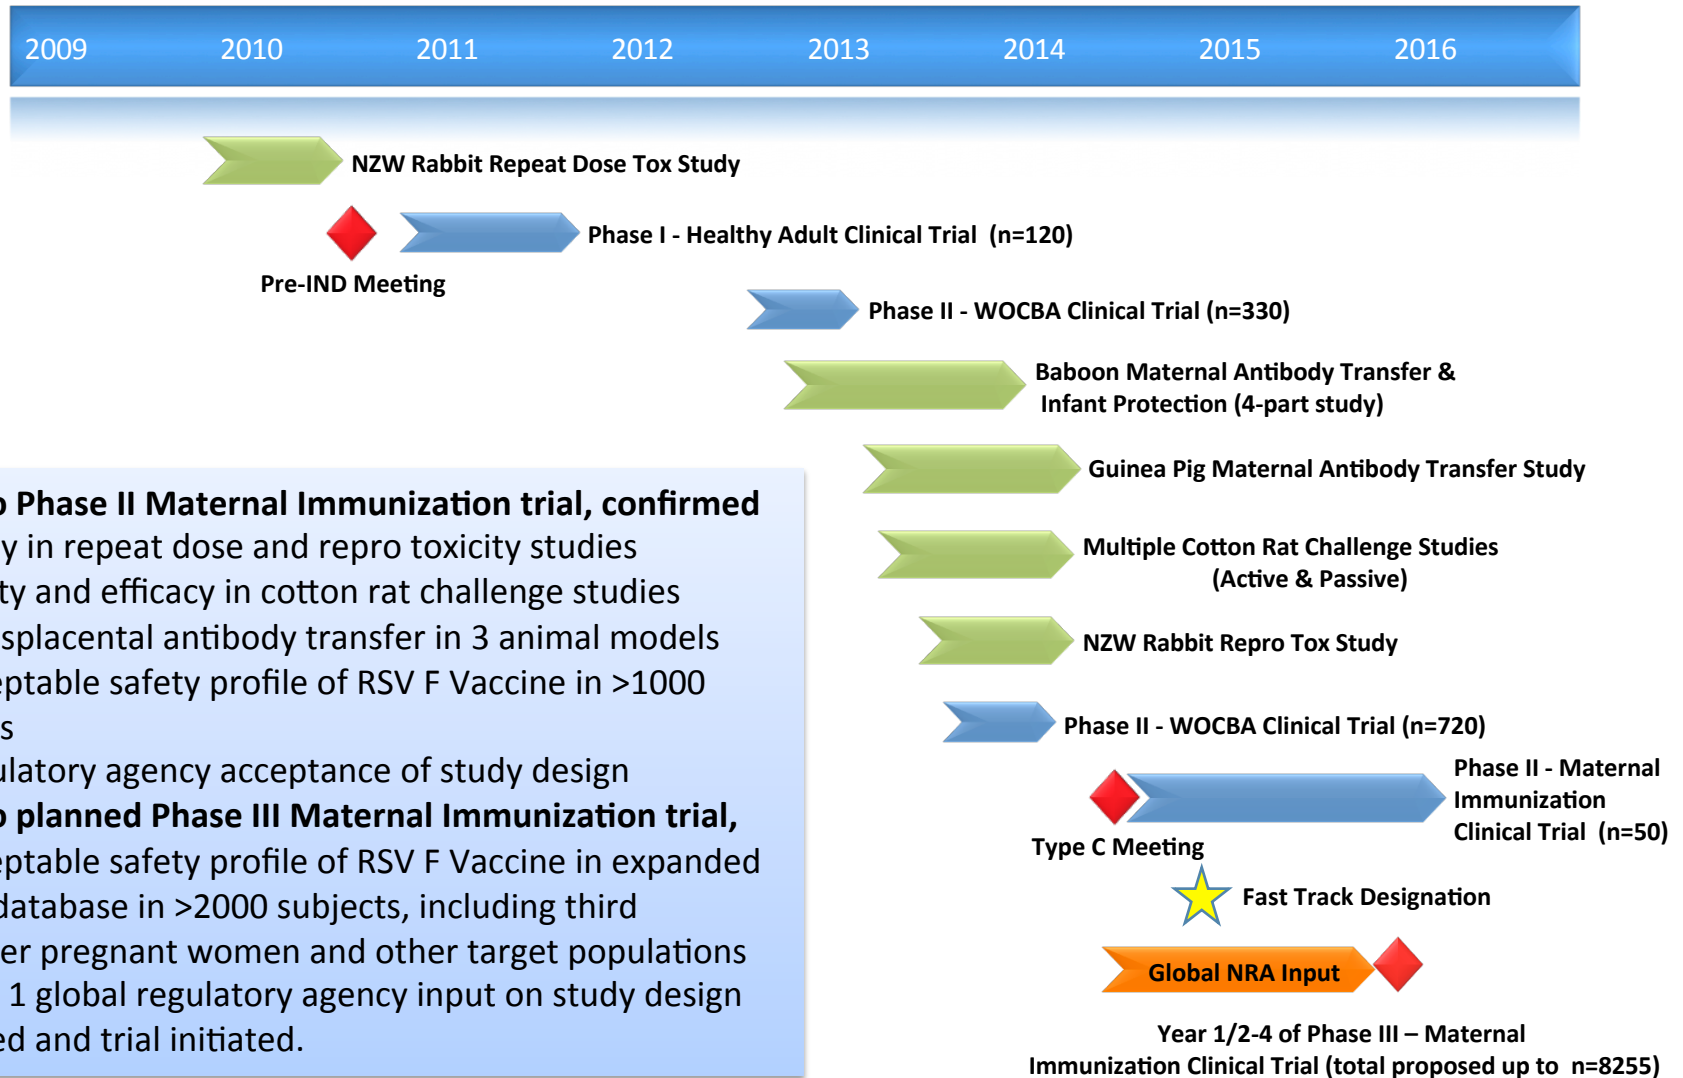 2009 2010 2011 2012 2013 2014 2015 2016
NZW Rabbit Repeat Dose Tox Study
Phase I - Healthy Adult Clinical Trial (n=120)
Pre-IND Meeting
Phase II - WOCBA Clinical Trial (n=330)
Baboon Maternal Antibody Transfer &
Infant Protection (4-part study)
Guinea Pig Maternal Antibody Transfer Study
Multiple Cotton Rat Challenge Studies
(Active & Passive)
NZW Rabbit Repro Tox Study
Phase II - WOCBA Clinical Trial (n=720)
Phase II - Maternal
Immunization
Clinical Trial (n=50)
Type C Meeting
Fast Track Designation
Global NRA Input
Year 1/2-4 of Phase III – Maternal
Immunization Clinical Trial (total proposed up to n=8255)
Phase II Maternal Immunization trial, confirmed
in repeat dose and repro toxicity studies
and efficacy in cotton rat challenge studies
antibody transfer in 3 animal models
safety profile of RSV F Vaccine in >1000
agency acceptance of study design
planned Phase III Maternal Immunization trial,
safety profile of RSV F Vaccine in expanded
database in >2000 subjects, including third
pregnant women and other target populations
1 global regulatory agency input on study design
and trial initiated.